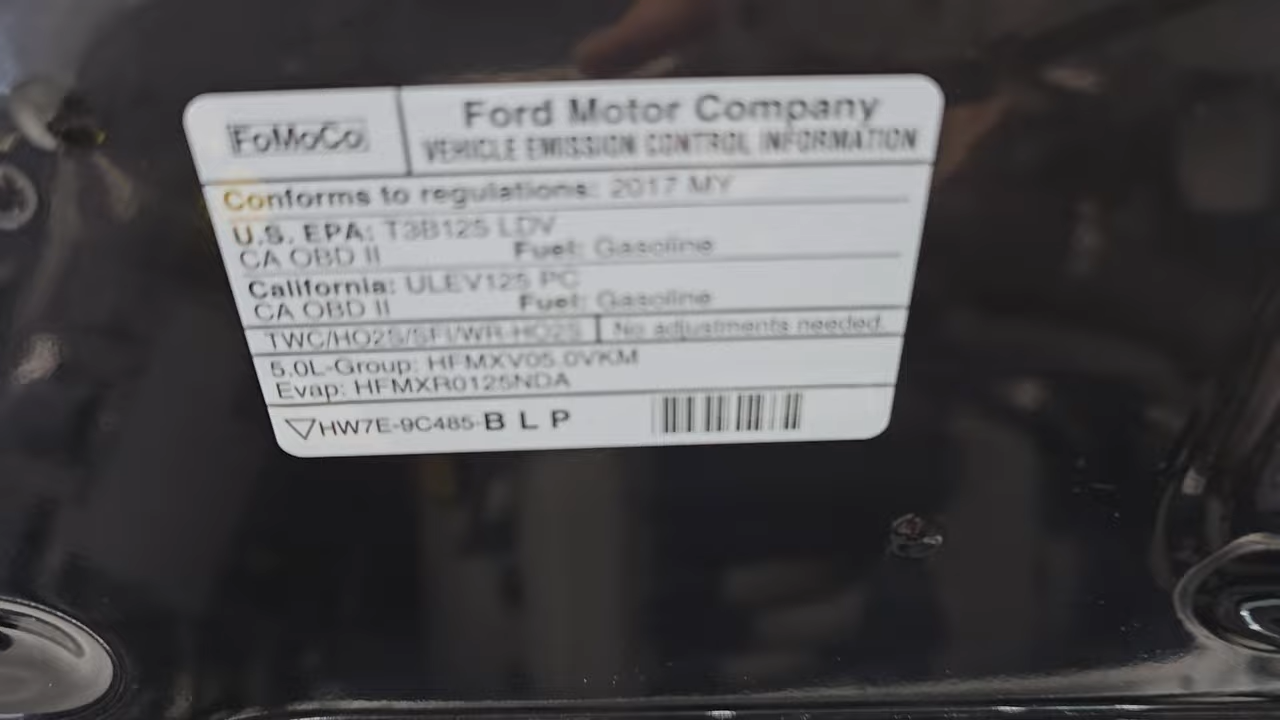 FoMoCo
Ford Motor Company
VEHICLE EMISSION CONTROL INFORMATION
Conforms to regulations: 2017 MY
U.S. EPA: T3B125 LDV
CA OBD II Fuel: Gasoline
California: ULEV125 PC
CA OBD II Fuel: Gasoline
TWC/HO2S/SFI/WR-HO2S No adjustments needed.
5.0L-Group: HFMXV05.0VKM
Evap: HFMXR0125NDA
HW7E-9C485-B L P